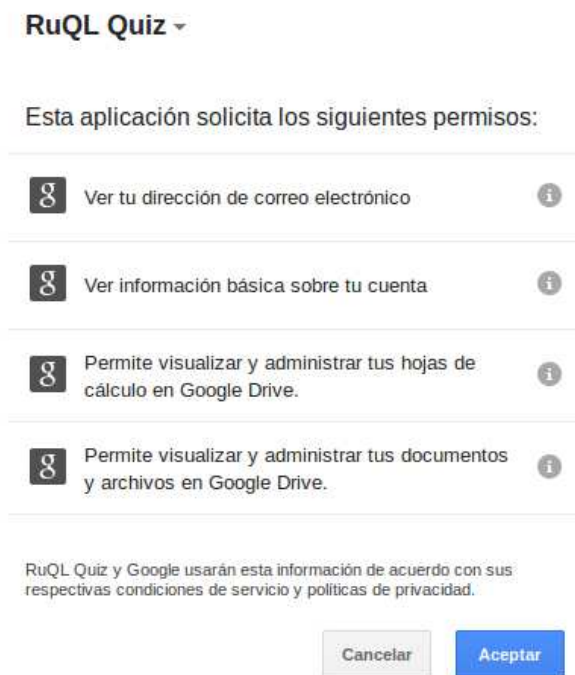 RuQL Quiz
Esta aplicación solicita los siguientes permisos:
Ver tu dirección de correo electrónico
Ver información básica sobre tu cuenta
Permite visualizar y administrar tus hojas de
cálculo en Google Drive.
Permite visualizar y administrar tus documentos
y archivos en Google Drive.
RuQL Quiz y Google usarán esta información de acuerdo con sus
respectivas condiciones de servicio y políticas de privacidad.
Cancelar Aceptar